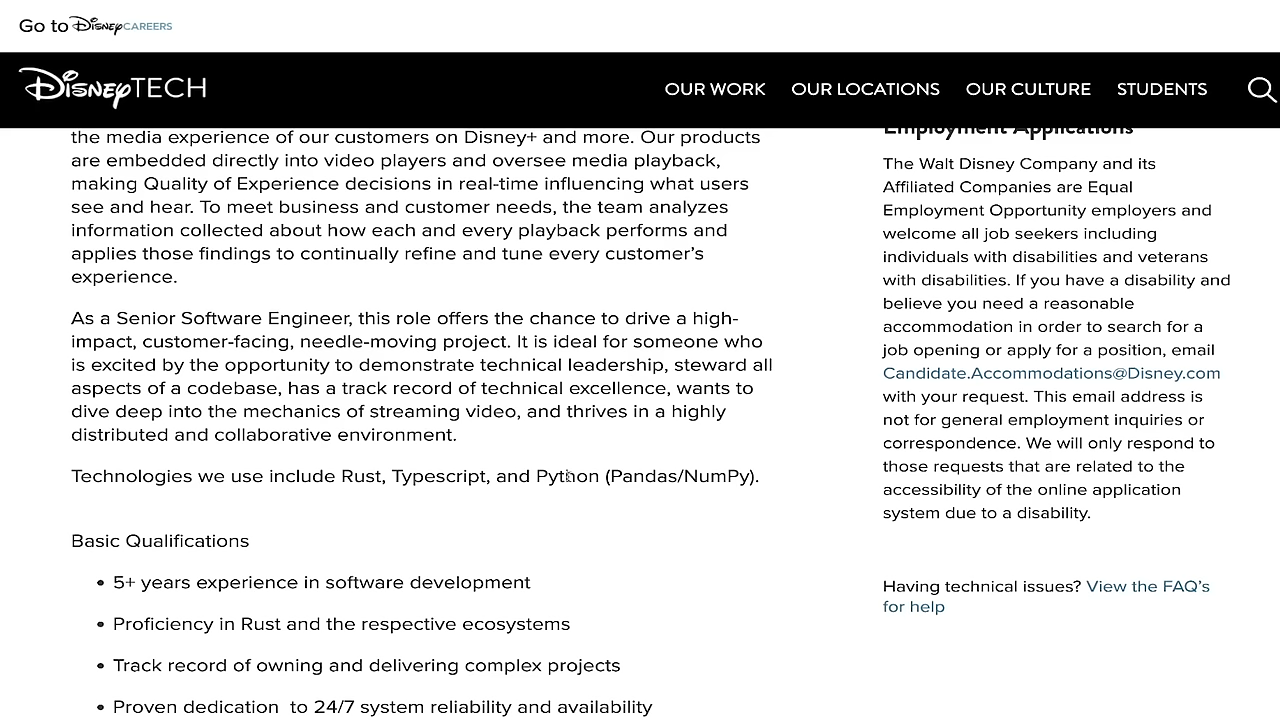 Go to Disney CAREERS
Disney TECH
OUR WORK OUR LOCATIONS OUR CULTURE STUDENTS
the media experience of our customers on Disney+ and more. Our products
are embedded directly into video players and oversee media playback,
making Quality of Experience decisions in real-time influencing what users
see and hear. To meet business and customer needs, the team analyzes
information collected about how each and every playback performs and
applies those findings to continually refine and tune every customer’s
experience.
As a Senior Software Engineer, this role offers the chance to drive a high-
impact, customer-facing, needle-moving project. It is ideal for someone who
is excited by the opportunity to demonstrate technical leadership, steward all
aspects of a codebase, has a track record of technical excellence, wants to
dive deep into the mechanics of streaming video, and thrives in a highly
distributed and collaborative environment.
Technologies we use include Rust, Typescript, and Python (Pandas/NumPy).
Basic Qualifications
• 5+ years experience in software development
• Proficiency in Rust and the respective ecosystems
• Track record of owning and delivering complex projects
• Proven dedication to 24/7 system reliability and availability
Employment Applications
The Walt Disney Company and its
Affiliated Companies are Equal
Employment Opportunity employers and
welcome all job seekers including
individuals with disabilities and veterans
with disabilities. If you have a disability and
believe you need a reasonable
accommodation in order to search for a
job opening or apply for a position, email
Candidate.Accommodations@Disney.com
with your request. This email address is
not for general employment inquiries or
correspondence. We will only respond to
those requests that are related to the
accessibility of the online application
system due to a disability.
Having technical issues? View the FAQ’s
for help